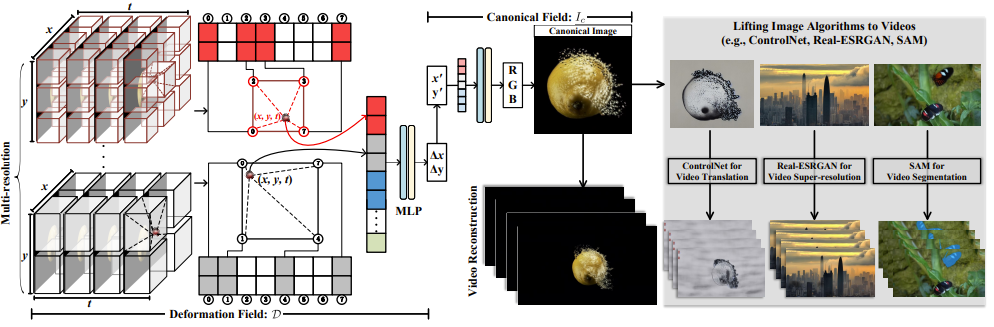 Multi-resolution
x
t
y
0 1 2 3 4 5 6 7
2 3
(x, y, t)
0 7
x
y
t
0 7
(x, y, t)
1 4
0 1 2 3 4 5 6 7
Deformation Field: 𝒟
MLP
Δx
Δy
x′
y′
Canonical Field: I_c
R
G
B
Canonical Image
Video Reconstruction
Lifting Image Algorithms to Videos
(e.g., ControlNet, Real-ESRGAN, SAM)
ControlNet for
Video Translation
Real-ESRGAN for
Video Super-resolution
SAM for
Video Segmentation